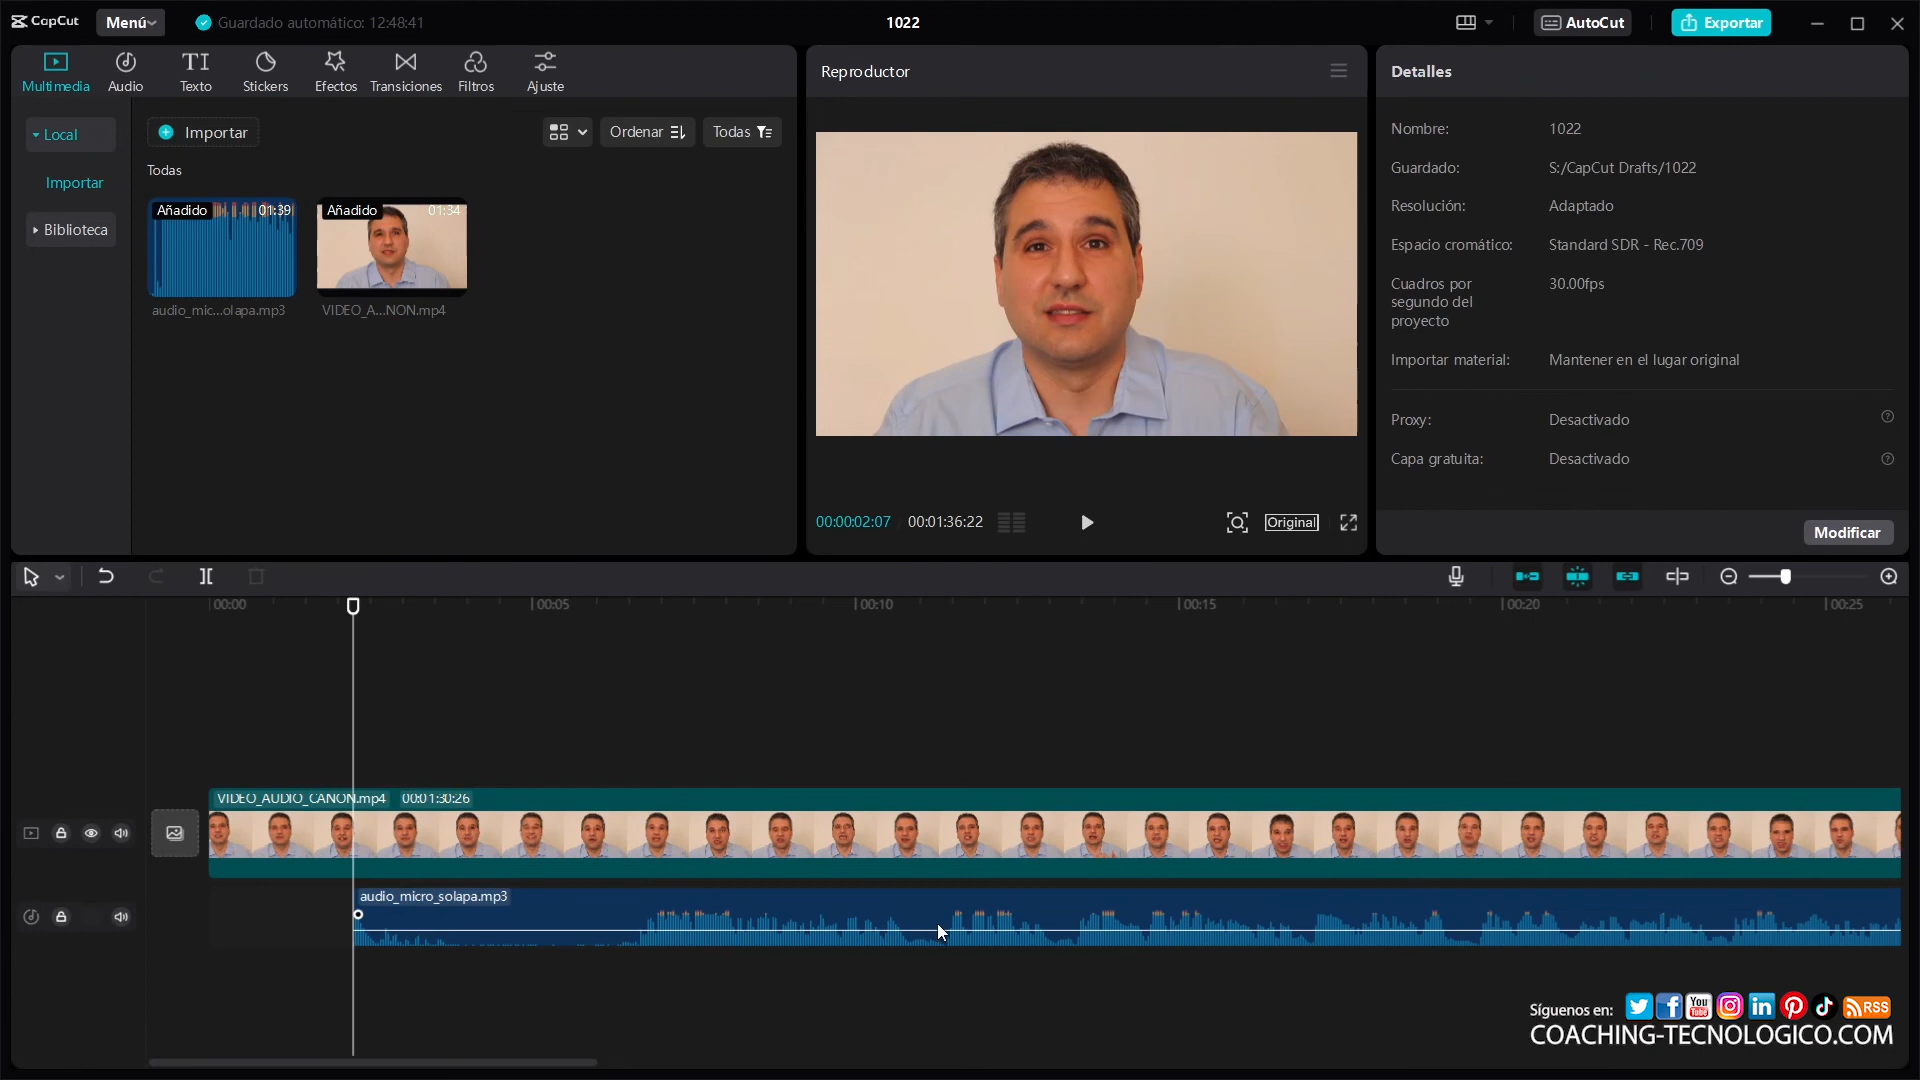 CapCut
Menú
Guardado automático: 12:48:41
1022
AutoCut
Exportar
Multimedia
Audio
Texto
Stickers
Efectos
Transiciones
Filtros
Ajuste
Local
Importar
Biblioteca
Importar
Ordenar
Todas
Todas
Añadido
01:39
audio_mic...olapa.mp3
Añadido
01:34
VIDEO_A...NON.mp4
Reproductor
00:00:02:07
00:01:36:22
Original
Detalles
Nombre:
1022
Guardado:
S:/CapCut Drafts/1022
Resolución:
Adaptado
Espacio cromático:
Standard SDR - Rec.709
Cuadros por
segundo del
proyecto
30.00fps
Importar material:
Mantener en el lugar original
Proxy:
Desactivado
Capa gratuita:
Desactivado
Modificar
00:00
00:05
00:10
00:15
00:20
00:25
VIDEO_AUDIO_CANON.mp4
00:01:30:26
audio_micro_solapa.mp3
Síguenos en:
You
Tube
RSS
COACHING-TECNOLOGICO.COM